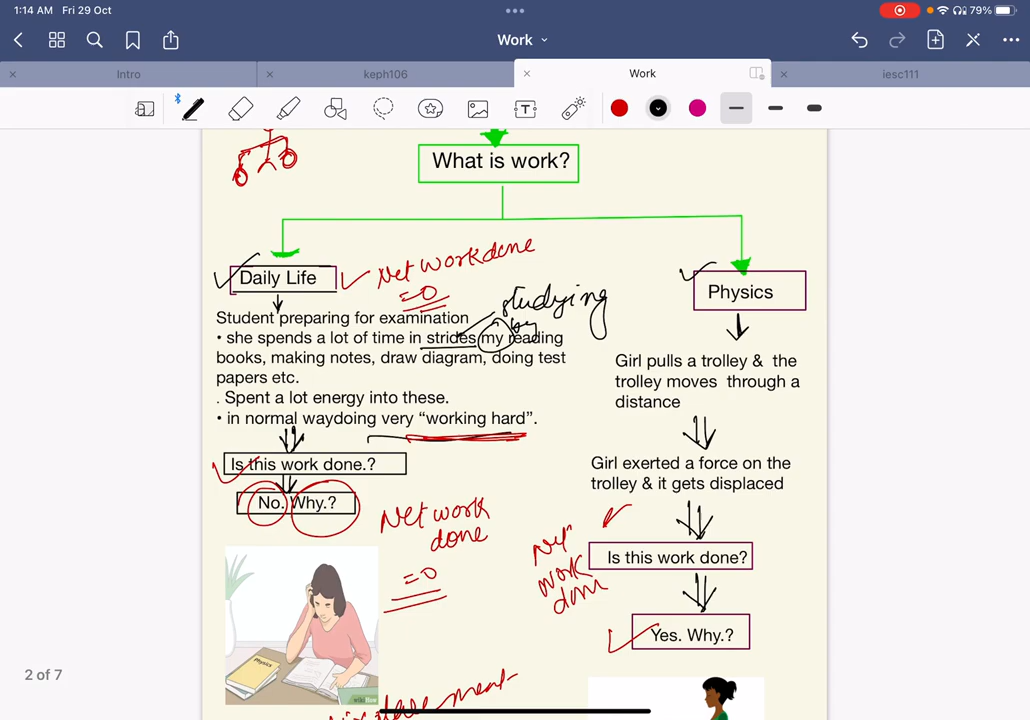 1:14 AM Fri 29 Oct
79%
Work
Intro
keph106
Work
iesc111
What is work?
Daily Life
Net workdone
=0
studying
by
Student preparing for examination
• she spends a lot of time in strides my reading
books, making notes, draw diagram, doing test
papers etc.
. Spent a lot energy into these.
• in normal waydoing very “working hard”.
Is this work done.?
No. Why.?
Net work
done
=0
Physics
Physics
Girl pulls a trolley & the
trolley moves through a
distance
Girl exerted a force on the
trolley & it gets displaced
Net
work
done
Is this work done?
Yes. Why.?
wikiHow
2 of 7